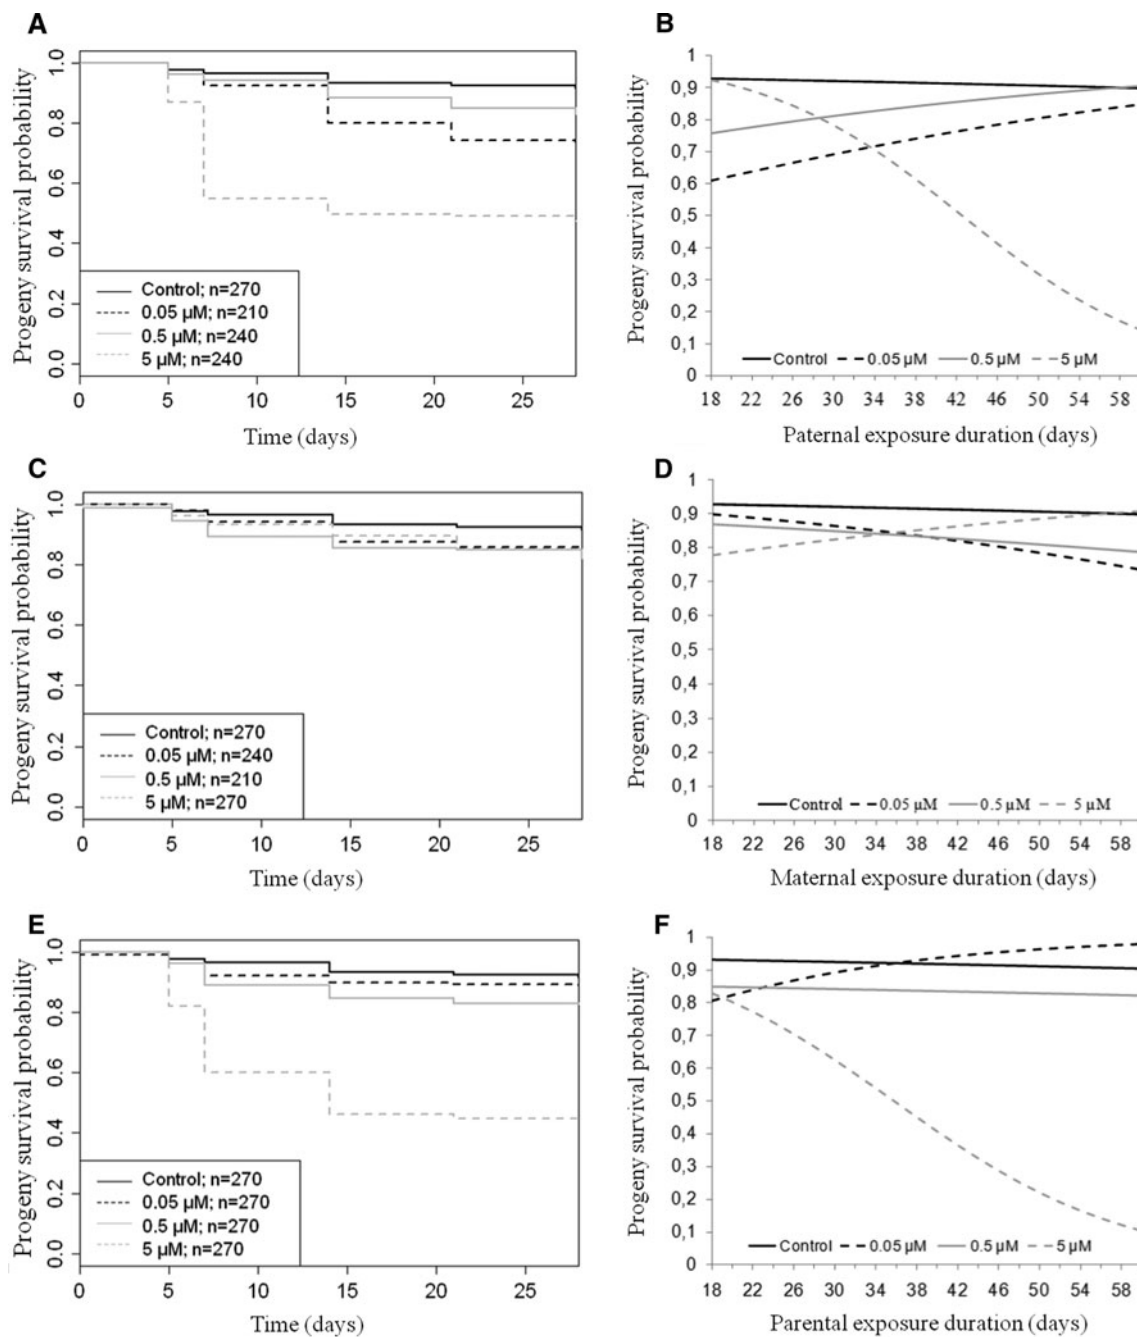 A
Progeny survival probability
1.0
0.8
0.6
0.4
0.2
0.0
Control; n=270
0.05 µM; n=210
0.5 µM; n=240
5 µM; n=240
0 5 10 15 20 25
Time (days)
B
Progeny survival probability
1
0,9
0,8
0,7
0,6
0,5
0,4
0,3
0,2
0,1
0
Control 0.05 µM 0.5 µM 5 µM
18 22 26 30 34 38 42 46 50 54 58
Paternal exposure duration (days)
C
Progeny survival probability
1.0
0.8
0.6
0.4
0.2
0.0
Control; n=270
0.05 µM; n=240
0.5 µM; n=210
5 µM; n=270
0 5 10 15 20 25
Time (days)
D
Progeny survival probability
1
0,9
0,8
0,7
0,6
0,5
0,4
0,3
0,2
0,1
0
Control 0.05 µM 0.5 µM 5 µM
18 22 26 30 34 38 42 46 50 54 58
Maternal exposure duration (days)
E
Progeny survival probability
1.0
0.8
0.6
0.4
0.2
0.0
Control; n=270
0.05 µM; n=270
0.5 µM; n=270
5 µM; n=270
0 5 10 15 20 25
Time (days)
F
Progeny survival probability
1
0,9
0,8
0,7
0,6
0,5
0,4
0,3
0,2
0,1
0
Control 0.05 µM 0.5 µM 5 µM
18 22 26 30 34 38 42 46 50 54 58
Parental exposure duration (days)